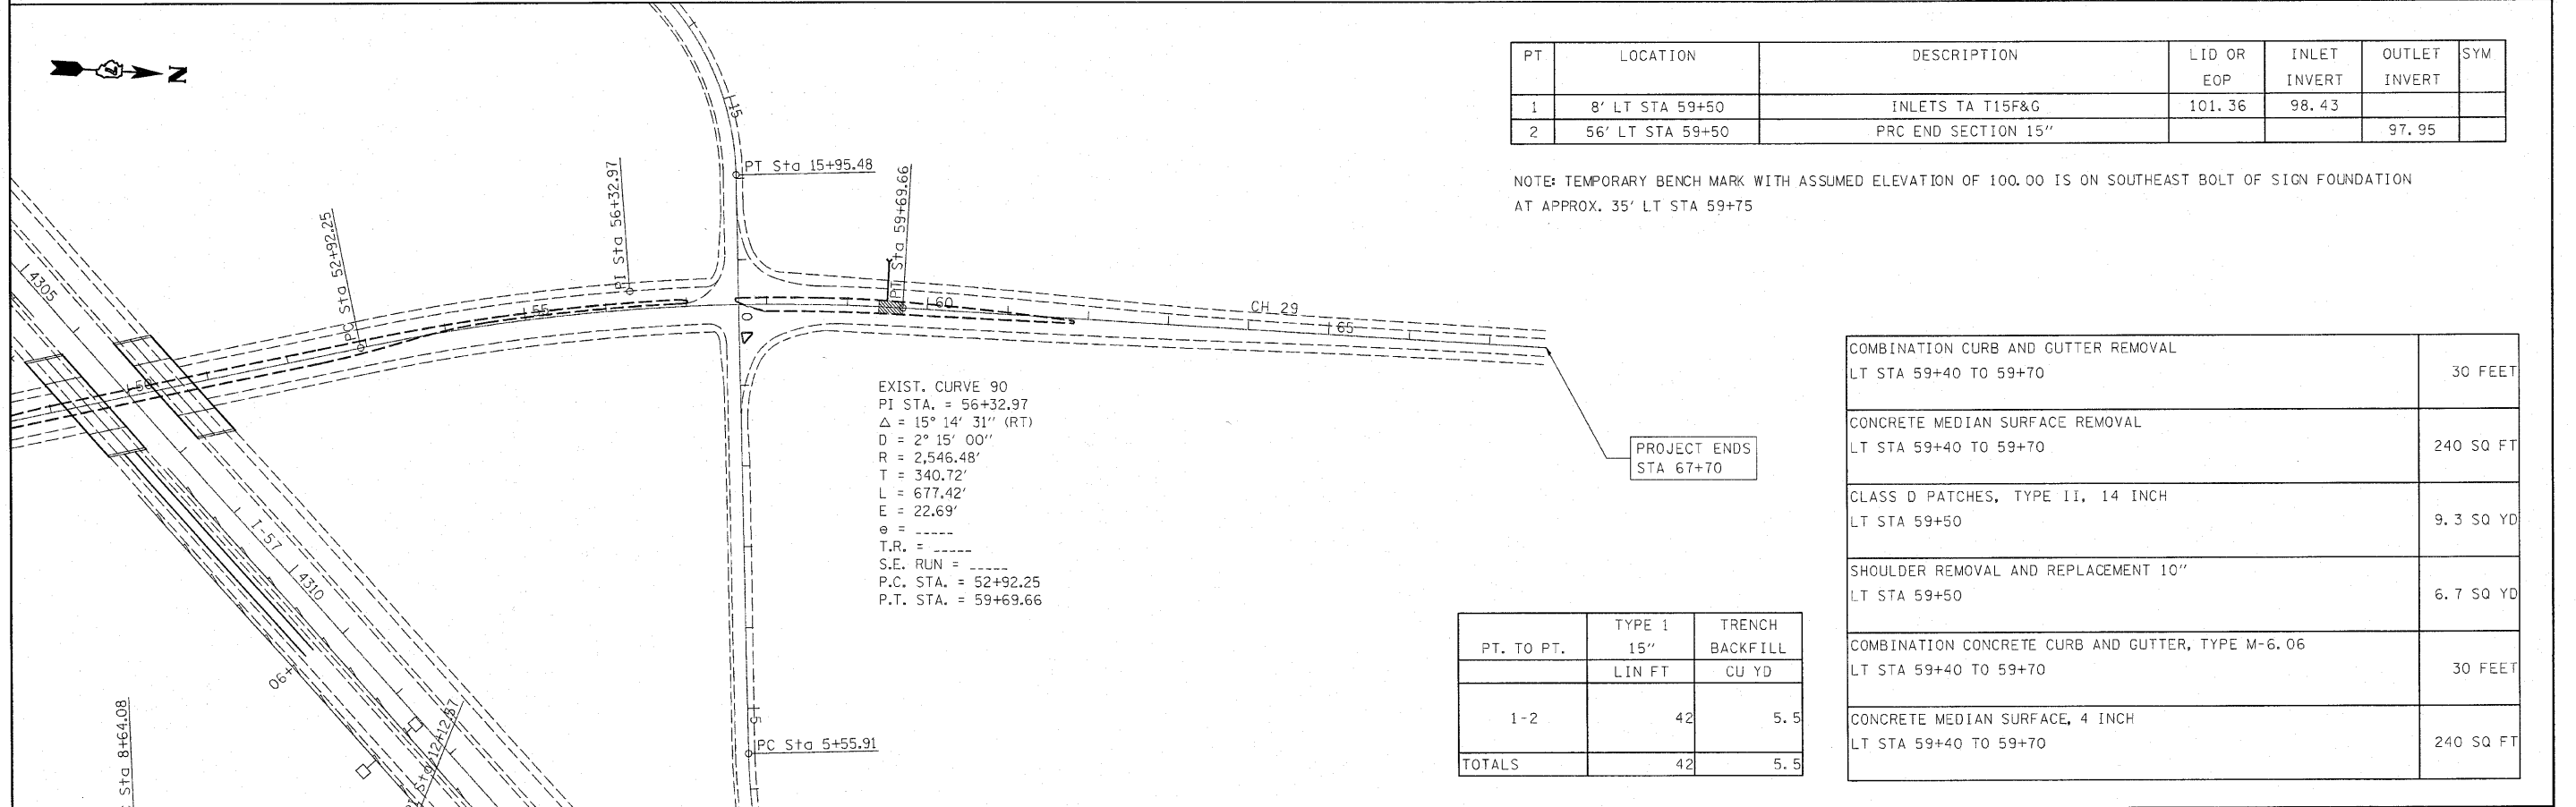 N
PT LOCATION DESCRIPTION LID OR EOP INLET INVERT OUTLET INVERT SYM
1 8' LT STA 59+50 INLETS TA T15F&G 101.36 98.43
2 56' LT STA 59+50 PRC END SECTION 15" 97.95
NOTE: TEMPORARY BENCH MARK WITH ASSUMED ELEVATION OF 100.00 IS ON SOUTHEAST BOLT OF SIGN FOUNDATION
AT APPROX. 35' LT STA 59+75
15
PT Sta 15+95.48
PI Sta 56+32.97
PT Sta 59+69.66
PC Sta 52+92.25
4305
50
55
0
60
CH 29
65
PROJECT ENDS
STA 67+70
EXIST. CURVE 90
PI STA. = 56+32.97
Δ = 15° 14' 31" (RT)
D = 2° 15' 00"
R = 2,546.48'
T = 340.72'
L = 677.42'
E = 22.69'
e = -----
T.R. = -----
S.E. RUN = -----
P.C. STA. = 52+92.25
P.T. STA. = 59+69.66
I-57
4310
+90
Sta 8+64.08
Sta 12+12.87
5
PC Sta 5+55.91
PT. TO PT. TYPE 1 15" TRENCH BACKFILL
LIN FT CU YD
1-2 42 5.5
TOTALS 42 5.5
COMBINATION CURB AND GUTTER REMOVAL
LT STA 59+40 TO 59+70 30 FEET
CONCRETE MEDIAN SURFACE REMOVAL
LT STA 59+40 TO 59+70 240 SQ FT
CLASS D PATCHES, TYPE II, 14 INCH
LT STA 59+50 9.3 SQ YD
SHOULDER REMOVAL AND REPLACEMENT 10"
LT STA 59+50 6.7 SQ YD
COMBINATION CONCRETE CURB AND GUTTER, TYPE M-6.06
LT STA 59+40 TO 59+70 30 FEET
CONCRETE MEDIAN SURFACE, 4 INCH
LT STA 59+40 TO 59+70 240 SQ FT